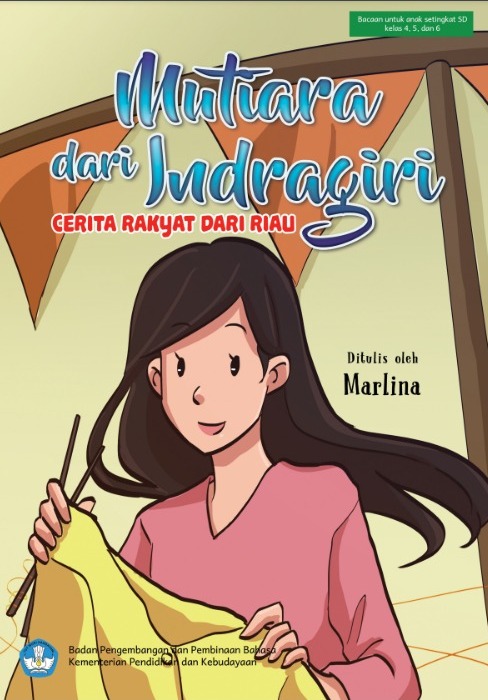 Bacaan untuk anak setingkat SD
kelas 4, 5, dan 6
Mutiara
dari Indragiri
CERITA RAKYAT DARI RIAU
Ditulis oleh
Marlina
Badan Pengembangan dan Pembinaan Bahasa
Kementerian Pendidikan dan Kebudayaan